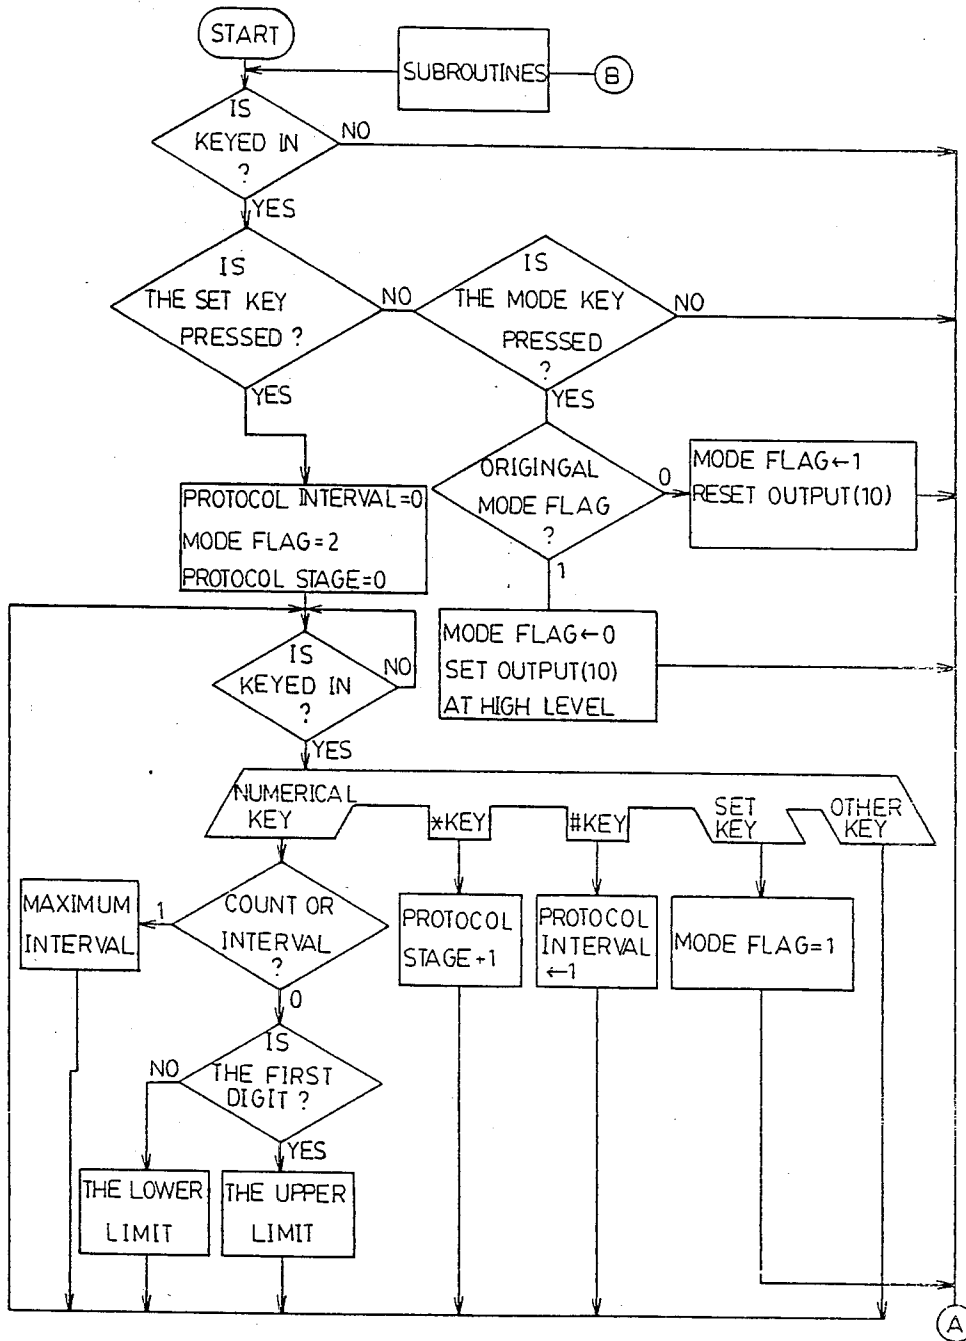 START
SUBROUTINES
B
IS
KEYED IN
?
NO
YES
IS
THE SET KEY
PRESSED ?
NO
IS
THE MODE KEY
PRESSED
?
NO
YES
YES
ORIGINGAL
MODE FLAG
?
0
MODE FLAG←1
RESET OUTPUT(10)
1
PROTOCOL INTERVAL=0
MODE FLAG=2
PROTOCOL STAGE=0
MODE FLAG←0
SET OUTPUT(10)
AT HIGH LEVEL
IS
KEYED IN
?
NO
YES
NUMERICAL
KEY
*KEY
#KEY
SET
KEY
OTHER
KEY
COUNT OR
INTERVAL
?
1
MAXIMUM
INTERVAL
0
PROTOCOL
STAGE+1
PROTOCOL
INTERVAL
←1
MODE FLAG=1
IS
THE FIRST
DIGIT ?
NO
YES
THE LOWER
LIMIT
THE UPPER
LIMIT
A